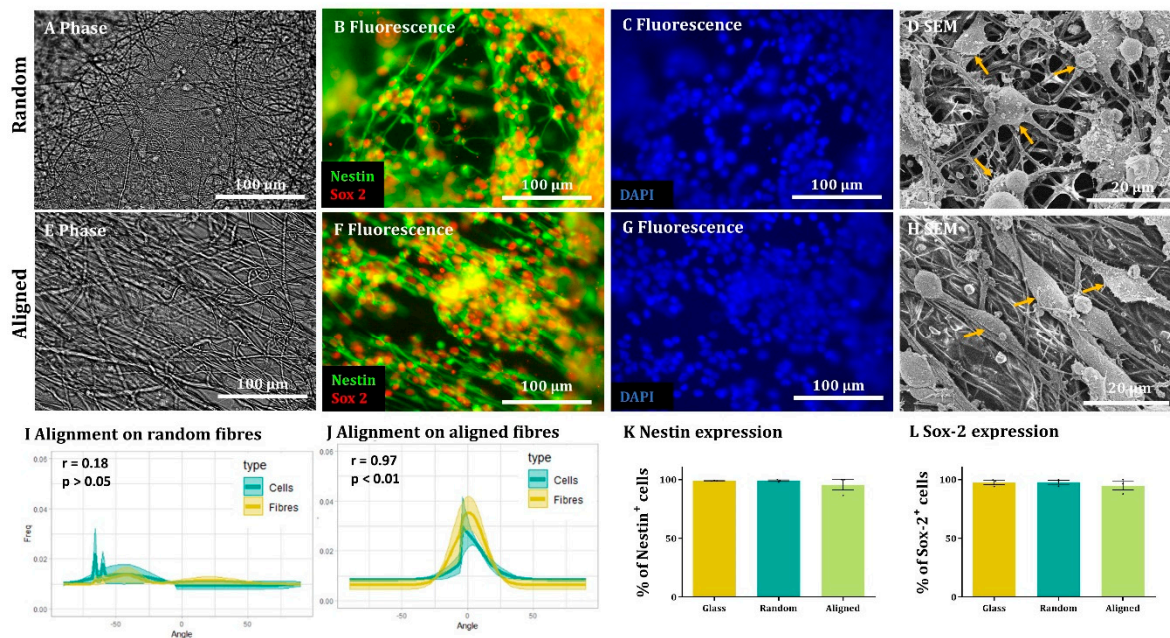 Random
A Phase
100 µm
B Fluorescence
Nestin
Sox 2
100 µm
C Fluorescence
DAPI
100 µm
D SEM
20 µm
Aligned
E Phase
100 µm
F Fluorescence
Nestin
Sox 2
100 µm
G Fluorescence
DAPI
100 µm
H SEM
20 µm
I Alignment on random fibres
r = 0.18
p > 0.05
type
Cells
Fibres
Freq
0.06
0.04
0.02
0.00
-50
0
50
Angle
J Alignment on aligned fibres
r = 0.97
p < 0.01
type
Cells
Fibres
0.06
0.04
0.02
0.00
-50
0
50
Angle
K Nestin expression
% of Nestin⁺ cells
100
50
0
Glass
Random
Aligned
L Sox-2 expression
% of Sox-2⁺ cells
100
50
0
Glass
Random
Aligned